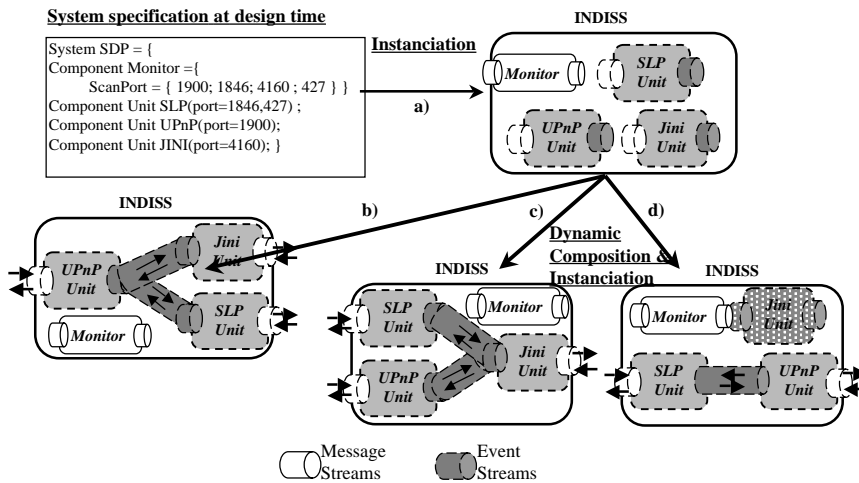 System specification at design time
System SDP = {
Component Monitor ={
ScanPort = { 1900; 1846; 4160 ; 427 } }
Component Unit SLP(port=1846,427) ;
Component Unit UPnP(port=1900);
Component Unit JINI(port=4160); }
Instanciation
a)
INDISS
Monitor
SLP
Unit
UPnP
Unit
Jini
Unit
b)
c)
d)
Dynamic
Composition &
Instanciation
INDISS
UPnP
Unit
Jini
Unit
SLP
Unit
Monitor
INDISS
SLP
Unit
Monitor
UPnP
Unit
Jini
Unit
INDISS
Monitor
Jini
Unit
SLP
Unit
UPnP
Unit
Message
Streams
Event
Streams